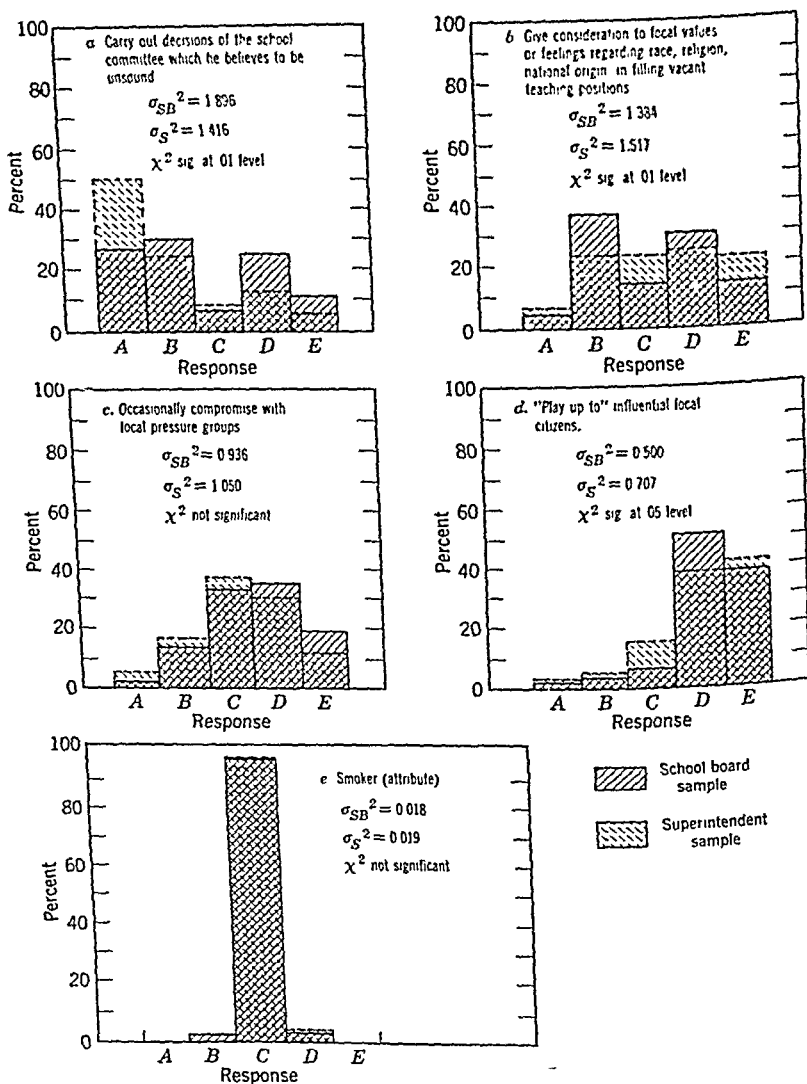 100
80
60
40
20
0
Percent
a Carry out decisions of the school
committee which he believes to be
unsound
σSB² = 1 896
σS² = 1 416
χ² sig at 01 level
A B C D E
Response
100
80
60
40
20
0
Percent
b Give consideration to local values
or feelings regarding race, religion,
national origin in filling vacant
teaching positions
σSB² = 1 384
σS² = 1.517
χ² sig at 01 level
A B C D E
Response
100
80
60
40
20
0
Percent
c. Occasionally compromise with
local pressure groups
σSB² = 0 936
σS² = 1 050
χ² not significant
A B C D E
Response
100
80
60
40
20
0
Percent
d. "Play up to" influential local
citizens.
σSB² = 0 500
σS² = 0 707
χ² sig at 05 level
A B C D E
Response
100
80
60
40
20
0
Percent
e Smoker (attribute)
σSB² = 0 018
σS² = 0 019
χ² not significant
A B C D E
Response
School board
sample
Superintendent
sample